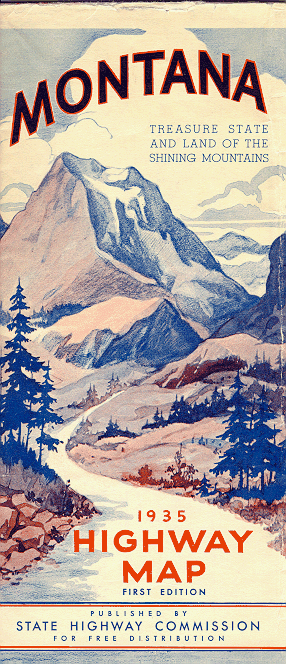 MONTANA
TREASURE STATE
AND LAND OF THE
SHINING MOUNTAINS
1935
HIGHWAY
MAP
FIRST EDITION
PUBLISHED BY
STATE HIGHWAY COMMISSION
FOR FREE DISTRIBUTION